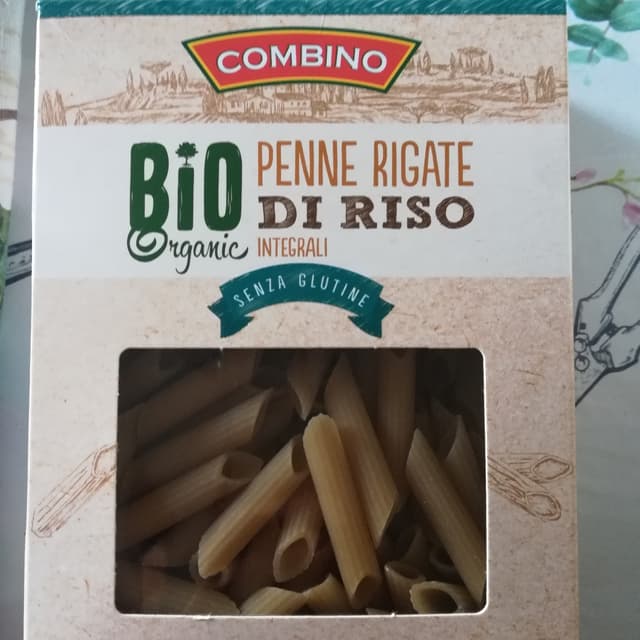 COMBINO
BiO
Organic
PENNE RIGATE
DI RISO
INTEGRALI
SENZA GLUTINE